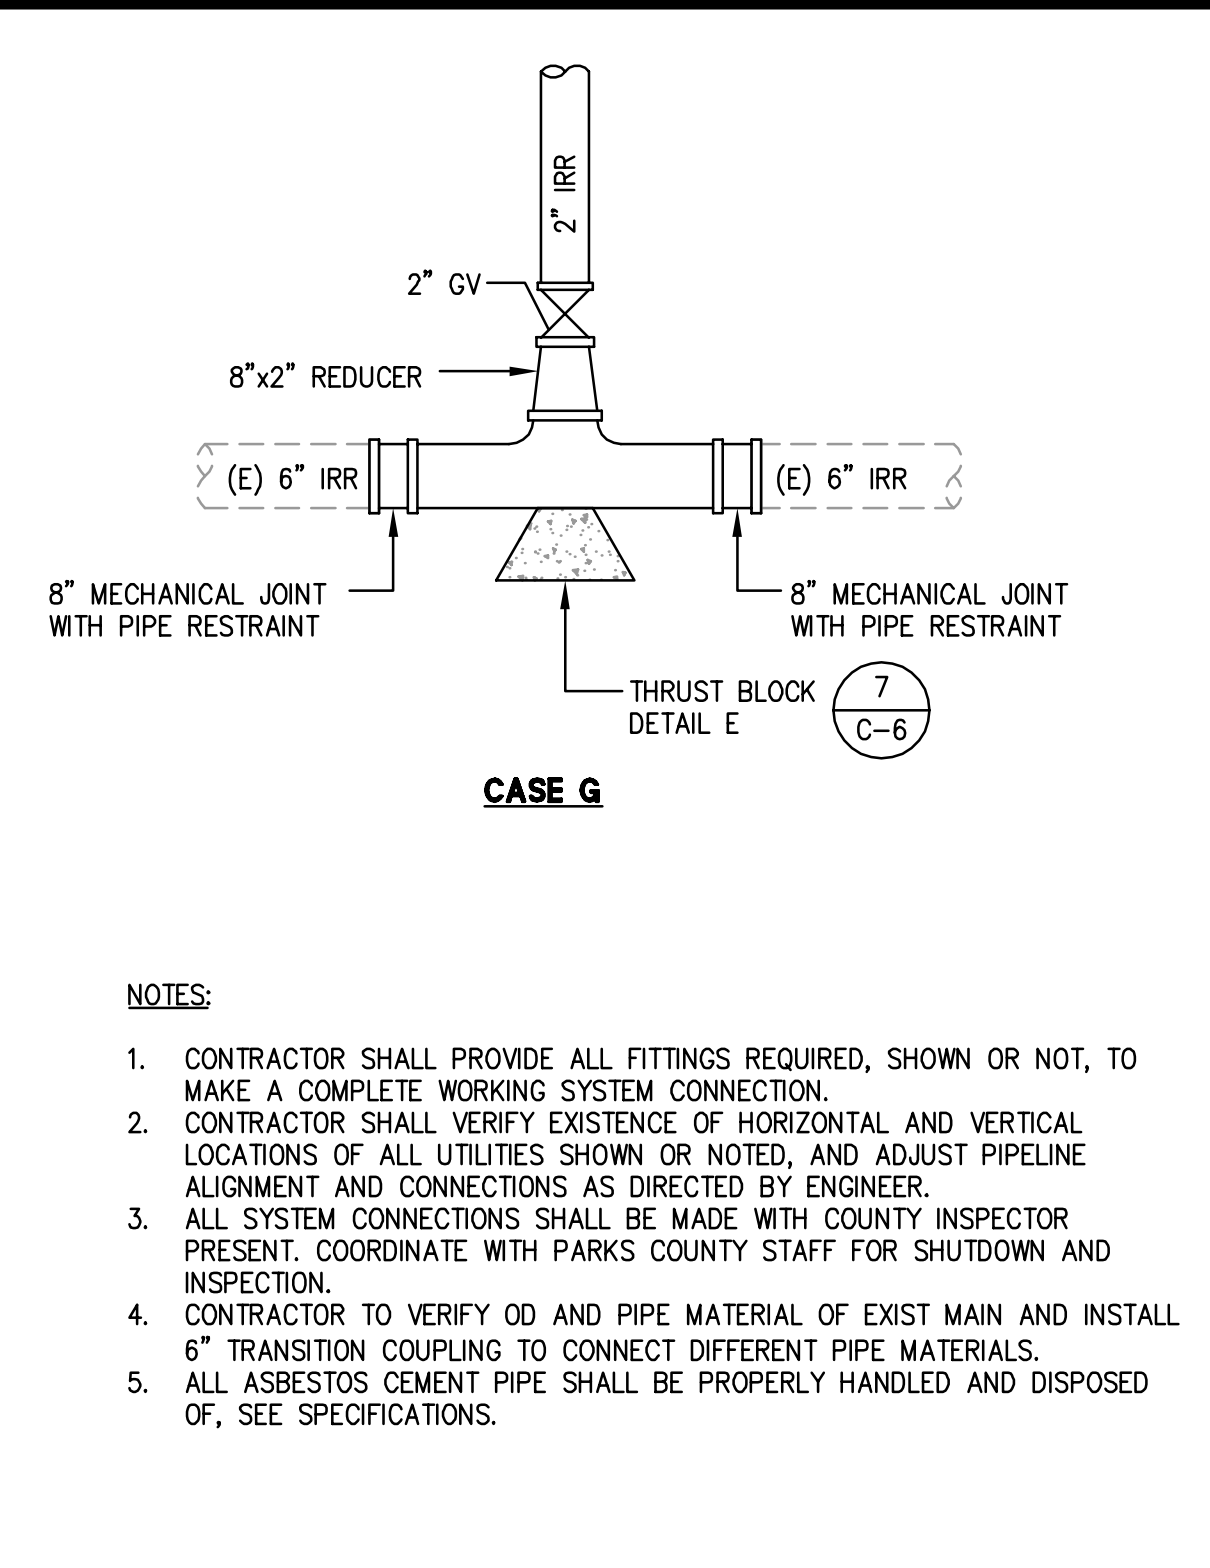 2" IRR
2" GV
8"x2" REDUCER
(E) 6" IRR
(E) 6" IRR
8" MECHANICAL JOINT
WITH PIPE RESTRAINT
8" MECHANICAL JOINT
WITH PIPE RESTRAINT
THRUST BLOCK
DETAIL E
7
C-6
CASE G
NOTES:
1. CONTRACTOR SHALL PROVIDE ALL FITTINGS REQUIRED, SHOWN OR NOT, TO
MAKE A COMPLETE WORKING SYSTEM CONNECTION.
2. CONTRACTOR SHALL VERIFY EXISTENCE OF HORIZONTAL AND VERTICAL
LOCATIONS OF ALL UTILITIES SHOWN OR NOTED, AND ADJUST PIPELINE
ALIGNMENT AND CONNECTIONS AS DIRECTED BY ENGINEER.
3. ALL SYSTEM CONNECTIONS SHALL BE MADE WITH COUNTY INSPECTOR
PRESENT. COORDINATE WITH PARKS COUNTY STAFF FOR SHUTDOWN AND
INSPECTION.
4. CONTRACTOR TO VERIFY OD AND PIPE MATERIAL OF EXIST MAIN AND INSTALL
6" TRANSITION COUPLING TO CONNECT DIFFERENT PIPE MATERIALS.
5. ALL ASBESTOS CEMENT PIPE SHALL BE PROPERLY HANDLED AND DISPOSED
OF, SEE SPECIFICATIONS.